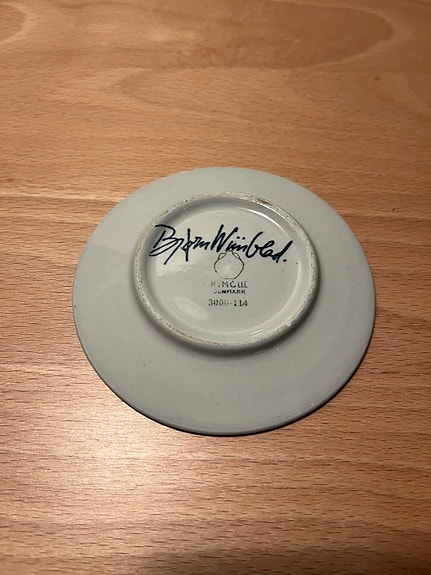 Bjørn Wiinblad.
NYMØLLE
DENMARK
3000-114